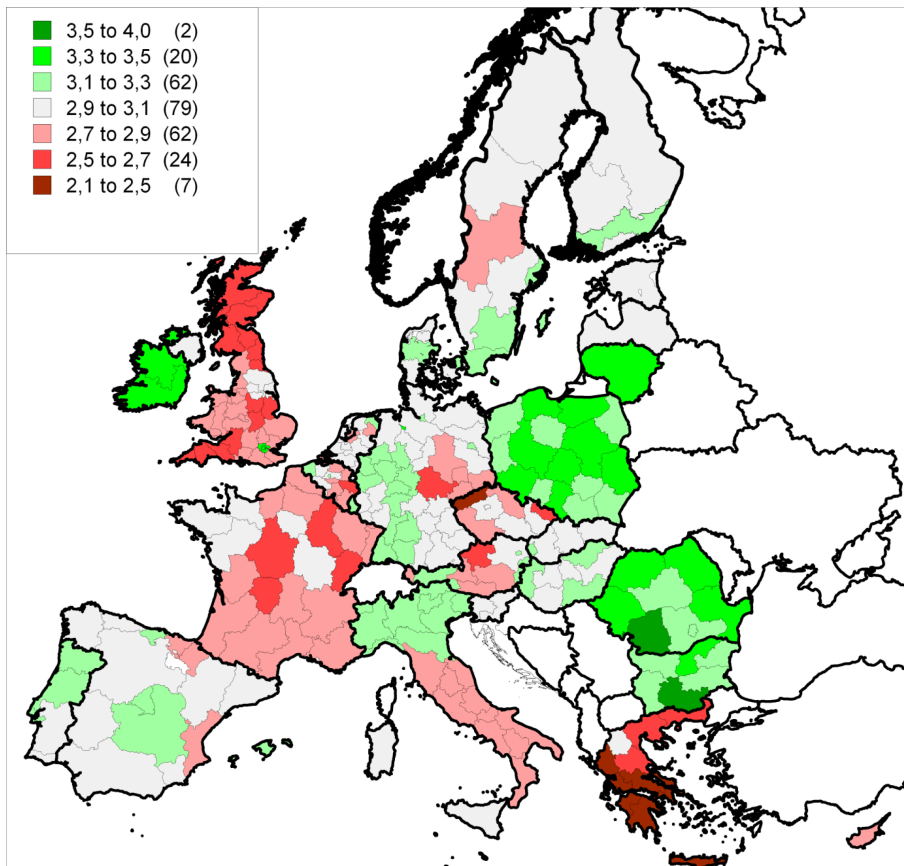 3,5 to 4,0 (2)
3,3 to 3,5 (20)
3,1 to 3,3 (62)
2,9 to 3,1 (79)
2,7 to 2,9 (62)
2,5 to 2,7 (24)
2,1 to 2,5 (7)